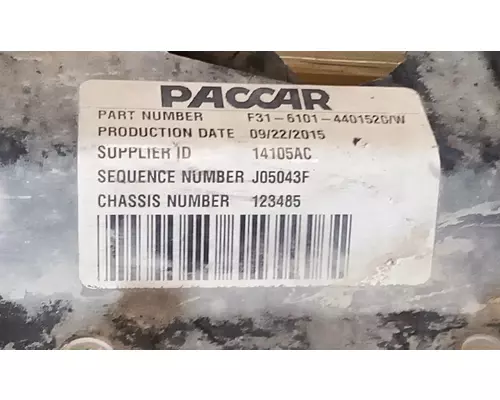 PACCAR
PART NUMBER F31-6101-4401520/W
PRODUCTION DATE 09/22/2015
SUPPLIER ID 14105AC
SEQUENCE NUMBER J05043F
CHASSIS NUMBER 123485